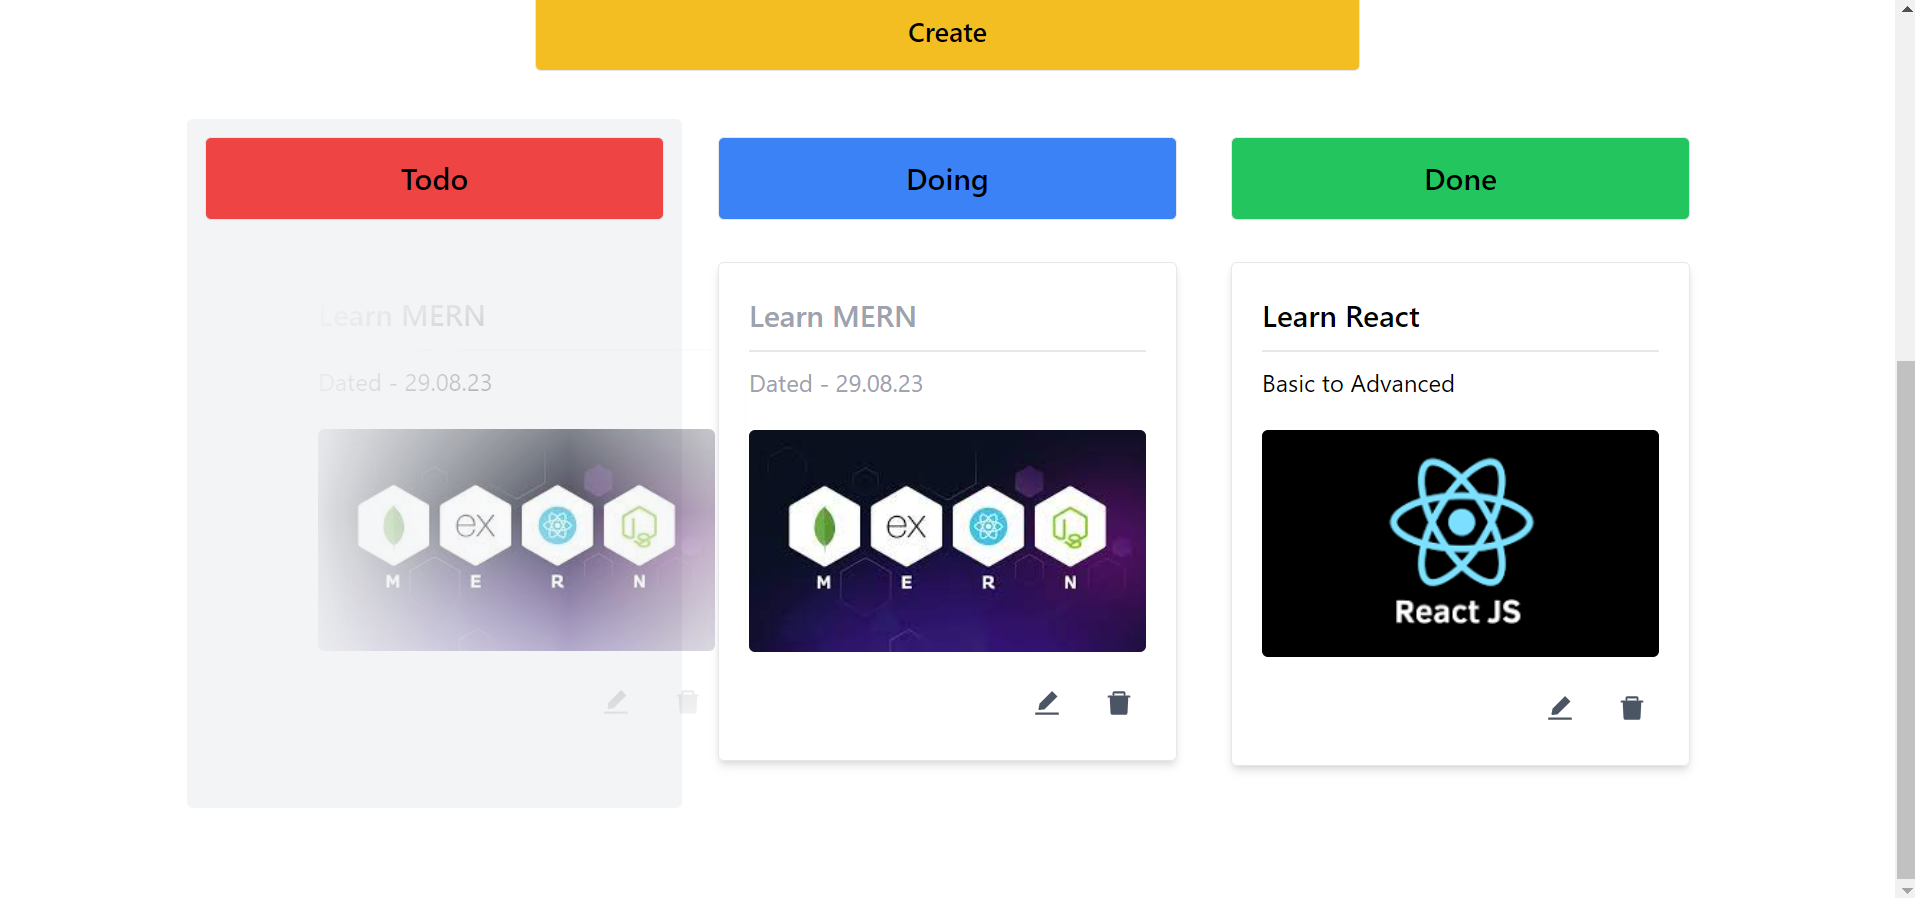 Create
Todo
Doing
Done
Learn MERN
Dated - 29.08.23
ex
M E R N
Learn MERN
Dated - 29.08.23
ex
M E R N
Learn React
Basic to Advanced
React JS